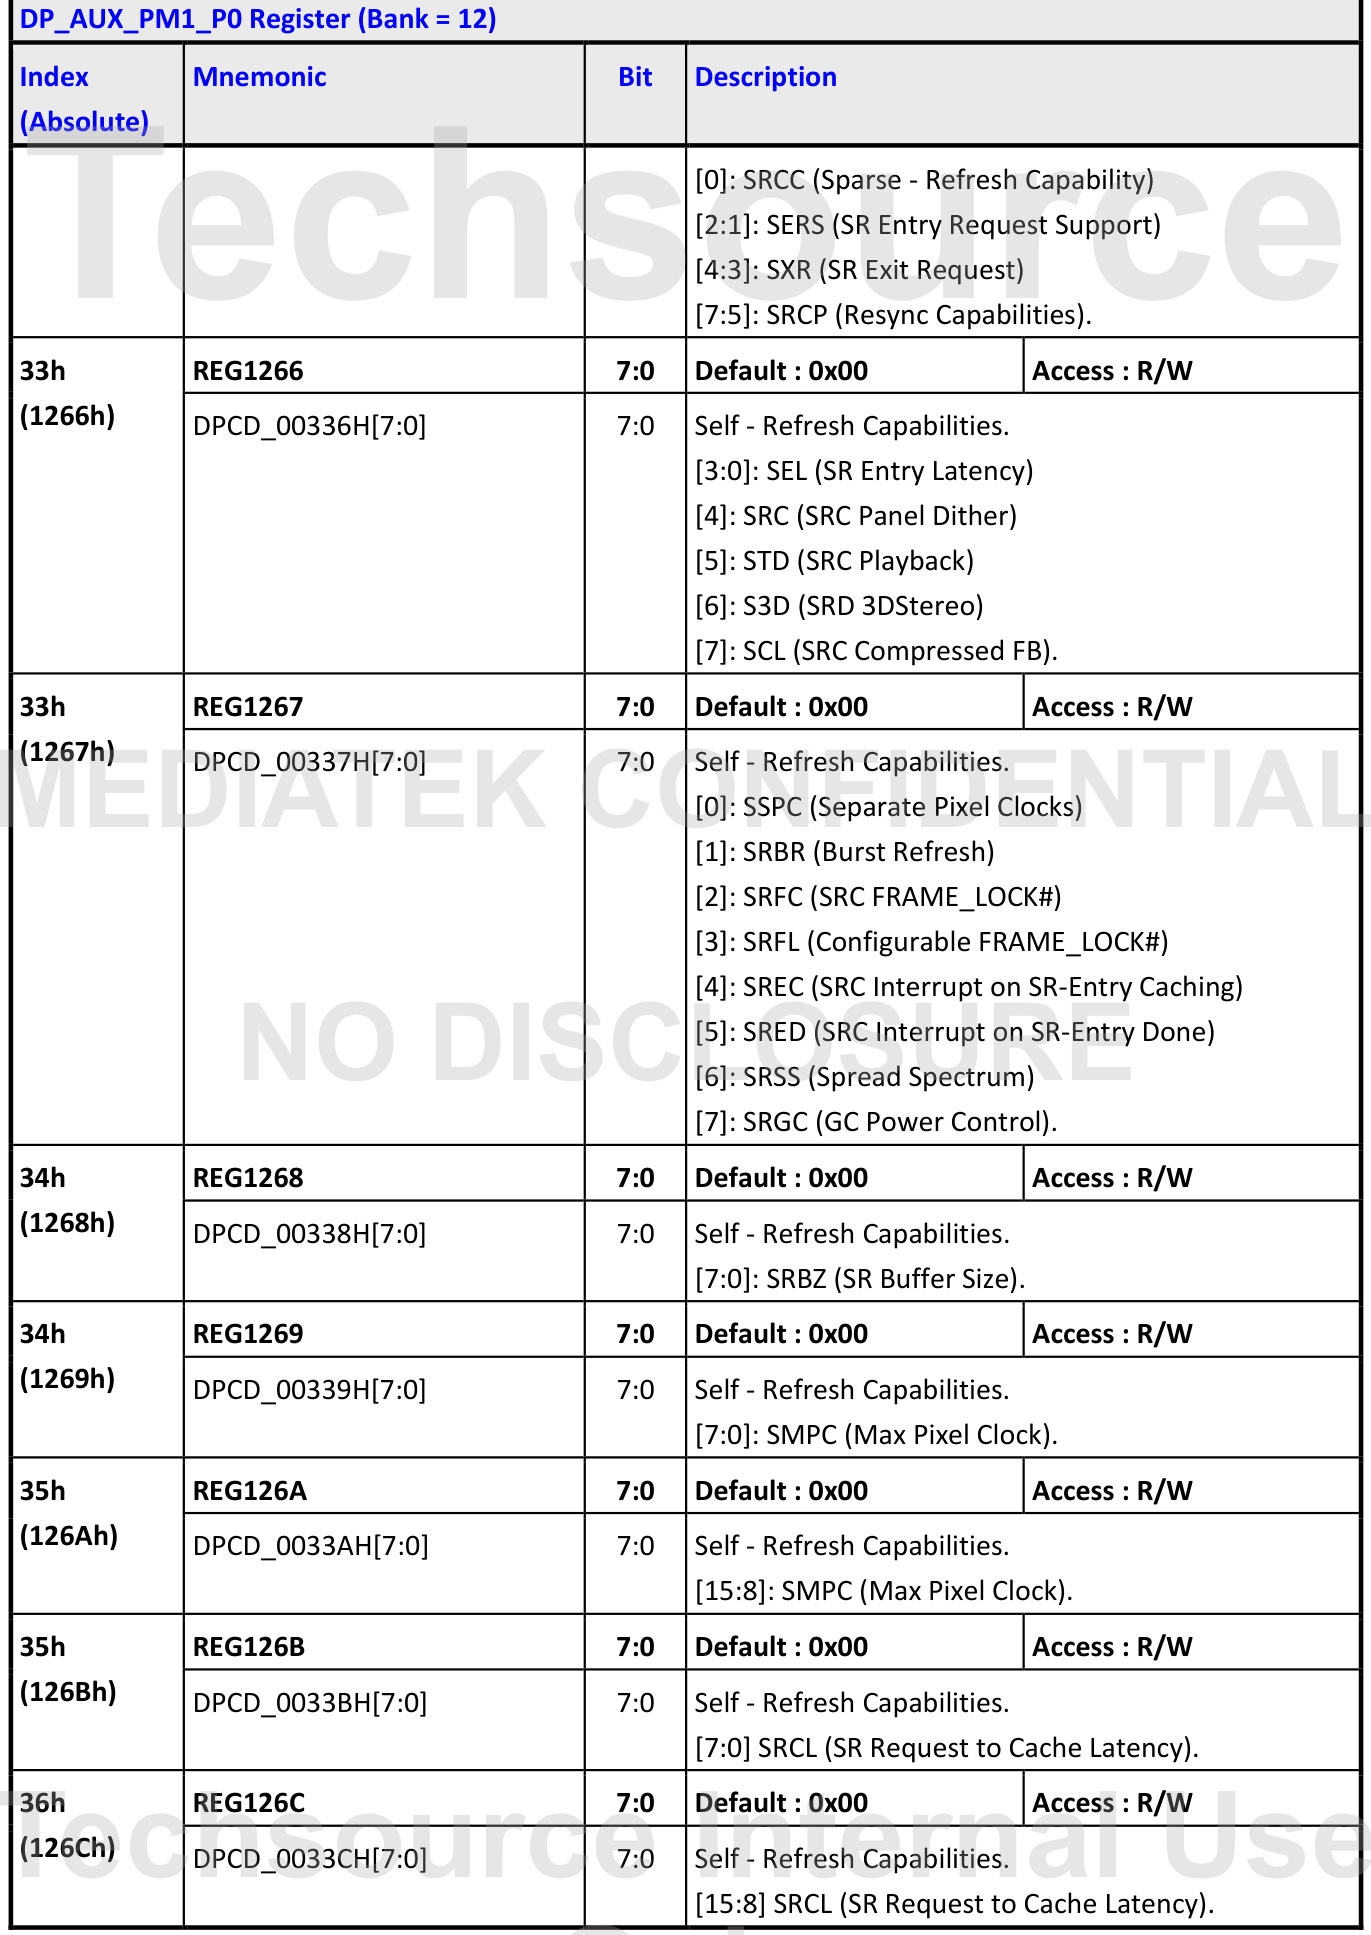 DP_AUX_PM1_P0 Register (Bank = 12)
Index (Absolute) Mnemonic Bit Description
[0]: SRCC (Sparse - Refresh Capability)
[2:1]: SERS (SR Entry Request Support)
[4:3]: SXR (SR Exit Request)
[7:5]: SRCP (Resync Capabilities).
Techsource
33h (1266h) REG1266 7:0 Default : 0x00 Access : R/W
DPCD_00336H[7:0] 7:0 Self - Refresh Capabilities.
[3:0]: SEL (SR Entry Latency)
[4]: SRC (SRC Panel Dither)
[5]: STD (SRC Playback)
[6]: S3D (SRD 3DStereo)
[7]: SCL (SRC Compressed FB).
33h (1267h) REG1267 7:0 Default : 0x00 Access : R/W
DPCD_00337H[7:0] 7:0 Self - Refresh Capabilities.
MEDIATEK CONFIDENTIAL
[0]: SSPC (Separate Pixel Clocks)
[1]: SRBR (Burst Refresh)
[2]: SRFC (SRC FRAME_LOCK#)
[3]: SRFL (Configurable FRAME_LOCK#)
[4]: SREC (SRC Interrupt on SR-Entry Caching)
[5]: SRED (SRC Interrupt on SR-Entry Done)
NO DISCLOSURE
[6]: SRSS (Spread Spectrum)
[7]: SRGC (GC Power Control).
34h (1268h) REG1268 7:0 Default : 0x00 Access : R/W
DPCD_00338H[7:0] 7:0 Self - Refresh Capabilities.
[7:0]: SRBZ (SR Buffer Size).
34h (1269h) REG1269 7:0 Default : 0x00 Access : R/W
DPCD_00339H[7:0] 7:0 Self - Refresh Capabilities.
[7:0]: SMPC (Max Pixel Clock).
35h (126Ah) REG126A 7:0 Default : 0x00 Access : R/W
DPCD_0033AH[7:0] 7:0 Self - Refresh Capabilities.
[15:8]: SMPC (Max Pixel Clock).
35h (126Bh) REG126B 7:0 Default : 0x00 Access : R/W
DPCD_0033BH[7:0] 7:0 Self - Refresh Capabilities.
[7:0] SRCL (SR Request to Cache Latency).
36h (126Ch) REG126C 7:0 Default : 0x00 Access : R/W
Techsource Internal Use
DPCD_0033CH[7:0] 7:0 Self - Refresh Capabilities.
[15:8] SRCL (SR Request to Cache Latency).